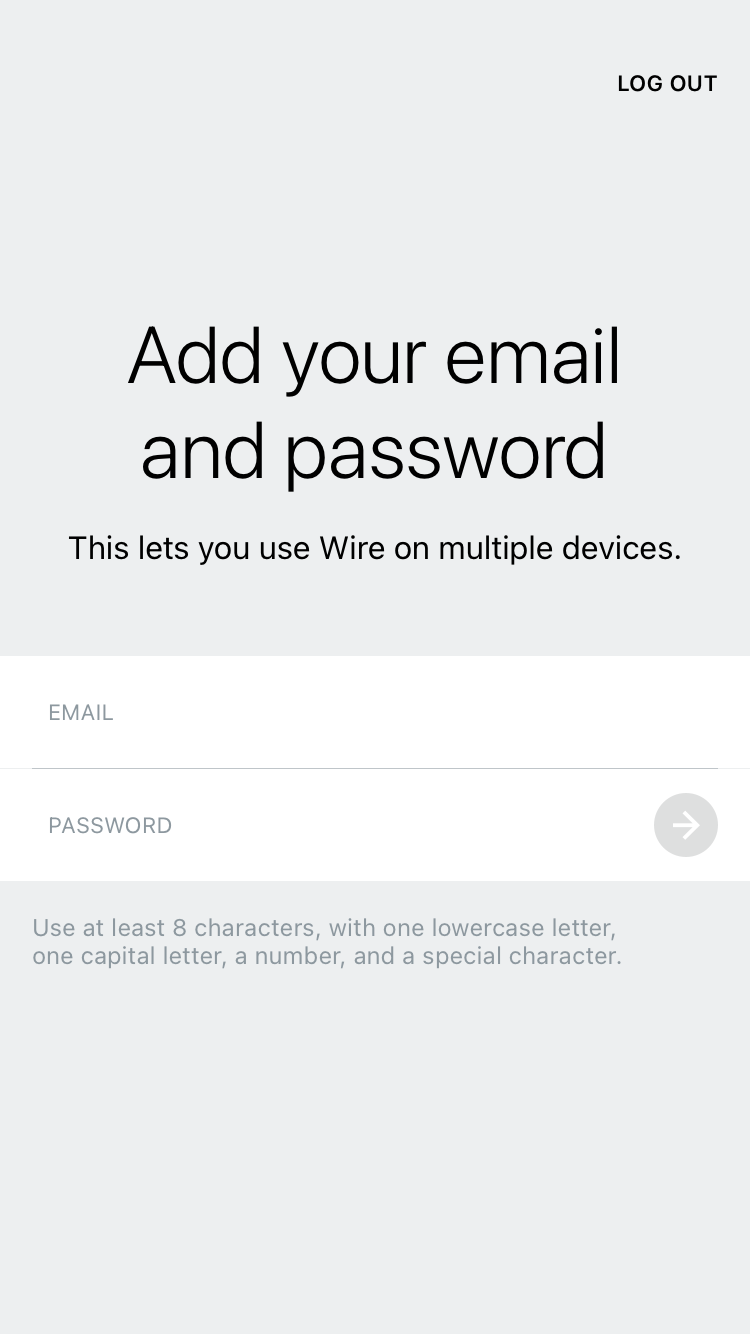 LOG OUT
Add your email
and password
This lets you use Wire on multiple devices.
EMAIL
PASSWORD
Use at least 8 characters, with one lowercase letter,
one capital letter, a number, and a special character.